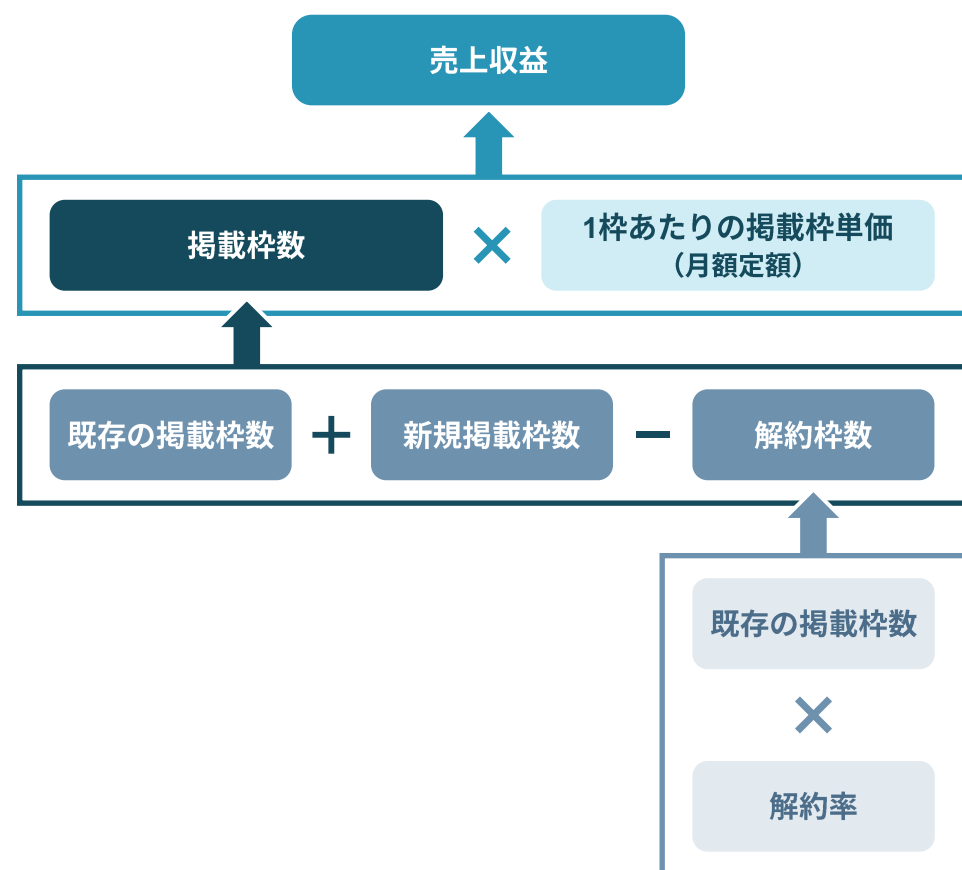 売上収益
掲載枠数
×
1枠あたりの掲載枠単価
（月額定額）
既存の掲載枠数 + 新規掲載枠数 − 解約枠数
既存の掲載枠数
×
解約率